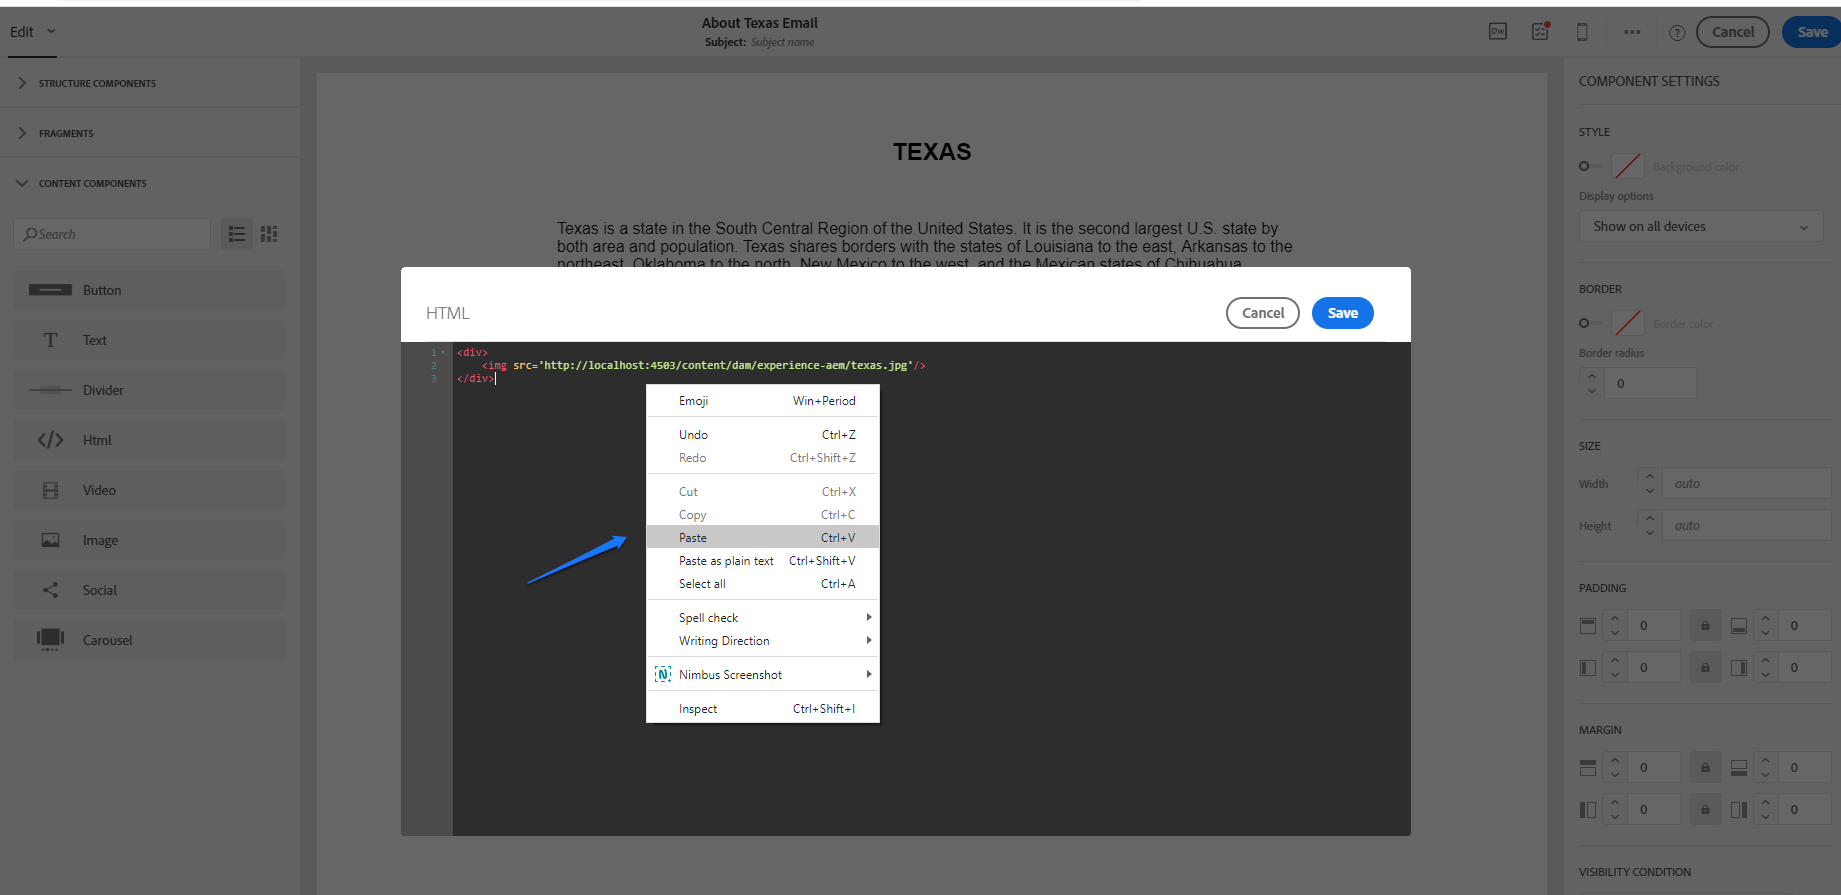 Edit
About Texas Email
Subject: Subject name
Dw
?
Cancel
Save
STRUCTURE COMPONENTS
FRAGMENTS
CONTENT COMPONENTS
Search
Button
T Text
Divider
</> Html
Video
Image
Social
Carousel
TEXAS
Texas is a state in the South Central Region of the United States. It is the second largest U.S. state by
both area and population. Texas shares borders with the states of Louisiana to the east, Arkansas to the
northeast, Oklahoma to the north, New Mexico to the west, and the Mexican states of Chihuahua,
HTML
Cancel
Save
1 <div>
2 <img src='http://localhost:4503/content/dam/experience-aem/texas.jpg'/>
3 </div>
Emoji Win+Period
Undo Ctrl+Z
Redo Ctrl+Shift+Z
Cut Ctrl+X
Copy Ctrl+C
Paste Ctrl+V
Paste as plain text Ctrl+Shift+V
Select all Ctrl+A
Spell check
Writing Direction
N Nimbus Screenshot
Inspect Ctrl+Shift+I
COMPONENT SETTINGS
STYLE
Background color
Display options
Show on all devices
BORDER
Border color
Border radius
0
SIZE
Width auto
Height auto
PADDING
0 0
0 0
MARGIN
0 0
0 0
VISIBILITY CONDITION